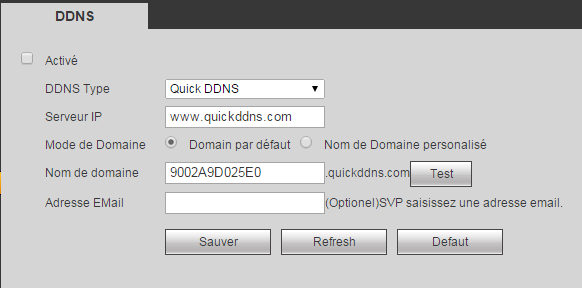 DDNS
Activé
DDNS Type Quick DDNS
Serveur IP www.quickddns.com
Mode de Domaine Domain par défaut Nom de Domaine personalisé
Nom de domaine 9002A9D025E0 .quickddns.com Test
Adresse EMail (Optionel)SVP saisissez une adresse email.
Sauver Refresh Defaut